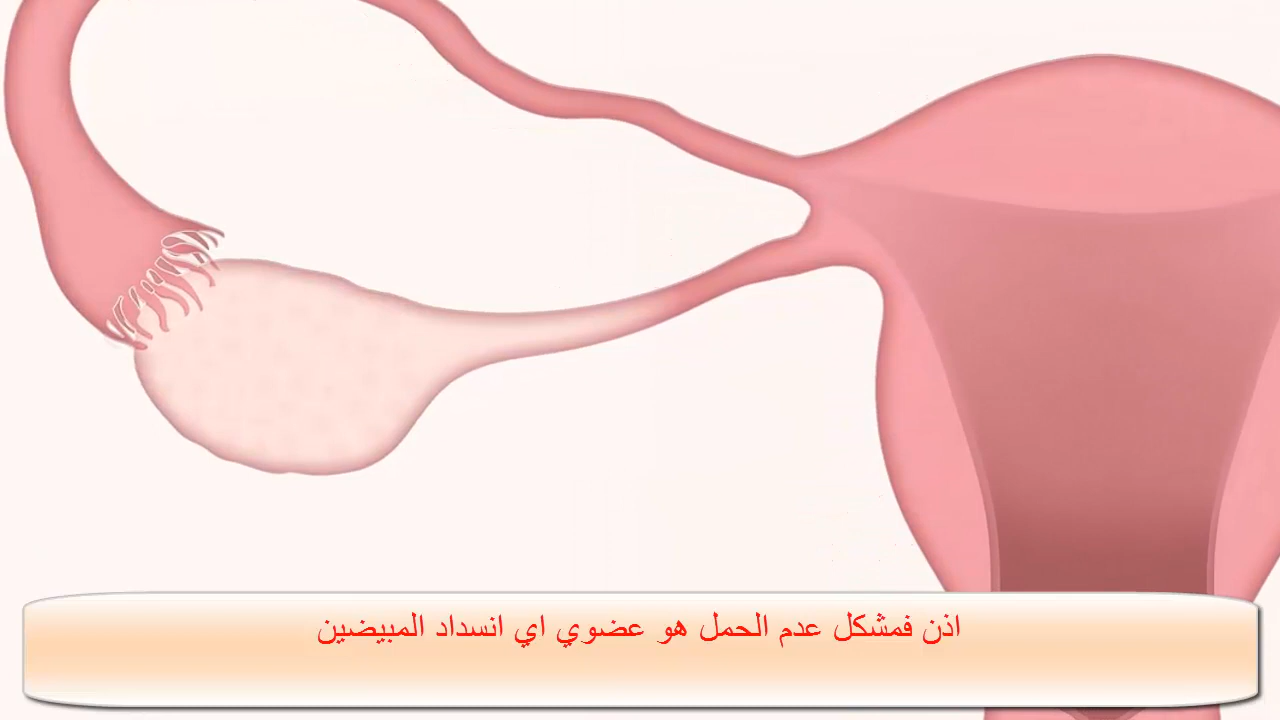 اذن فمشكل عدم الحمل هو عضوي اي انسداد المبيضين